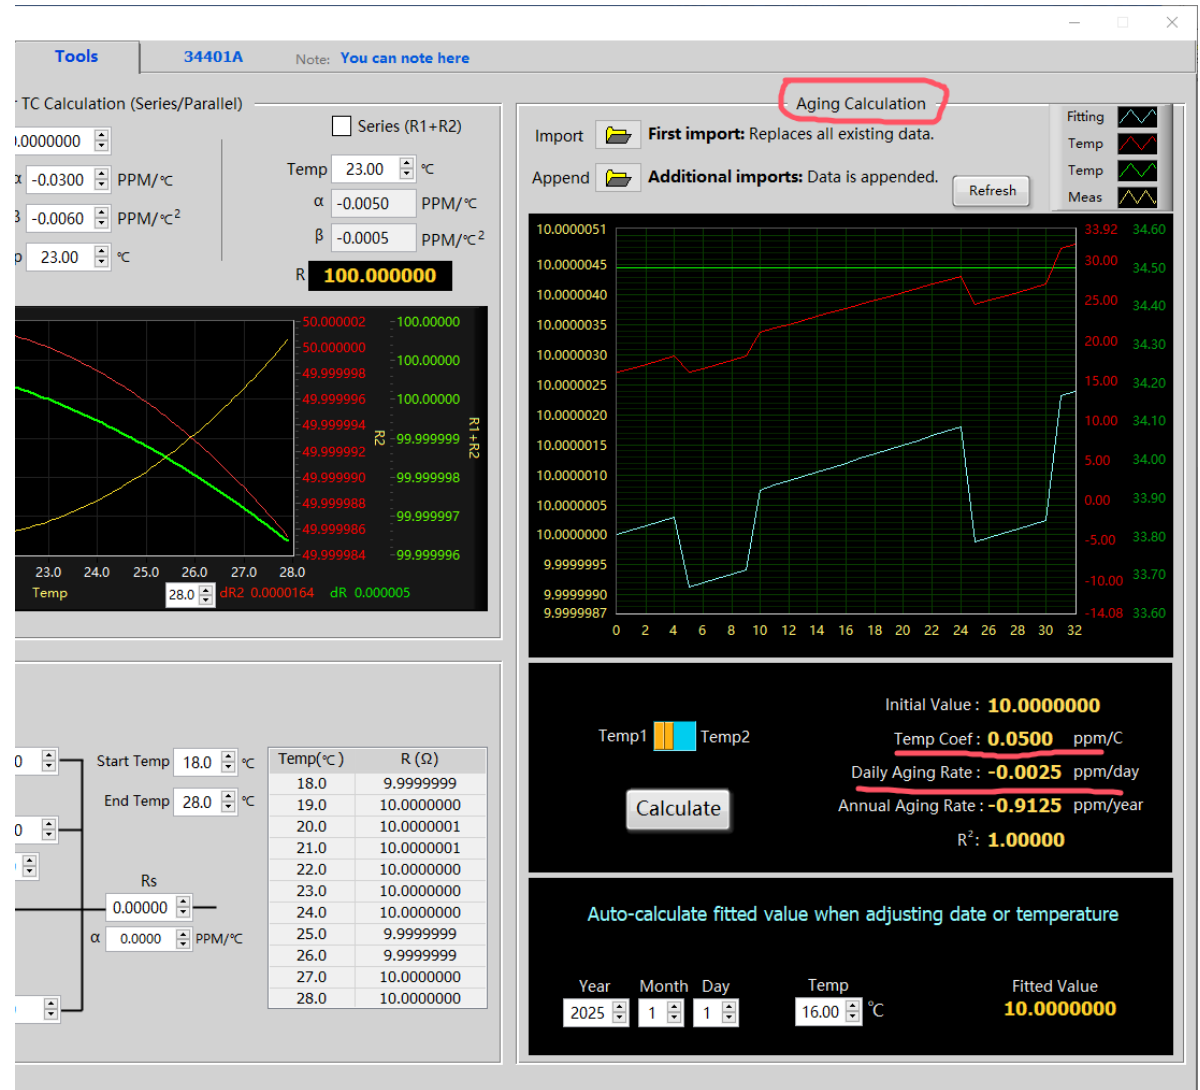 Tools
34401A
Note: You can note here
TC Calculation (Series/Parallel)
.0000000
Series (R1+R2)
α -0.0300 PPM/℃
-0.0060 PPM/℃²
23.00 ℃
Temp 23.00 ℃
α -0.0050 PPM/℃
β -0.0005 PPM/℃²
R 100.000000
50.000002
50.000000
49.999998
49.999996
49.999994
49.999992
49.999990
49.999988
49.999986
49.999984
R2
100.00000
100.00000
100.00000
99.999999
99.999998
99.999997
99.999996
R1+R2
23.0 24.0 25.0 26.0 27.0 28.0
Temp
28.0
dR2 0.0000164
dR 0.000005
Start Temp 18.0 ℃
End Temp 28.0 ℃
Rs
0.00000
α 0.0000 PPM/℃
Temp(℃) R (Ω)
18.0 9.9999999
19.0 10.0000000
20.0 10.0000001
21.0 10.0000001
22.0 10.0000000
23.0 10.0000000
24.0 10.0000000
25.0 9.9999999
26.0 9.9999999
27.0 10.0000000
28.0 10.0000000
Aging Calculation
Import First import: Replaces all existing data.
Append Additional imports: Data is appended.
Refresh
Fitting
Temp
Temp
Meas
10.0000051
10.0000045
10.0000040
10.0000035
10.0000030
10.0000025
10.0000020
10.0000015
10.0000010
10.0000005
10.0000000
9.9999995
9.9999990
9.9999987
33.92
30.00
25.00
20.00
15.00
10.00
5.00
0.00
-5.00
-10.00
-14.08
34.60
34.50
34.40
34.30
34.20
34.10
34.00
33.90
33.80
33.70
33.60
0 2 4 6 8 10 12 14 16 18 20 22 24 26 28 30 32
Temp1 Temp2
Calculate
Initial Value : 10.0000000
Temp Coef : 0.0500 ppm/C
Daily Aging Rate : -0.0025 ppm/day
Annual Aging Rate : -0.9125 ppm/year
R²: 1.00000
Auto-calculate fitted value when adjusting date or temperature
Year Month Day Temp Fitted Value
2025 1 1 16.00 ℃ 10.0000000